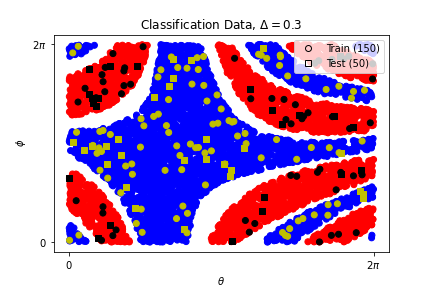 Classification Data, Δ = 0.3
Train (150)
Test (50)
2π
ϕ
0
0
2π
θ